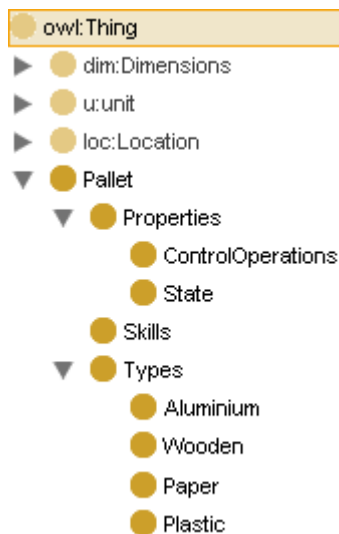 owl:Thing
dim:Dimensions
u:unit
loc:Location
Pallet
Properties
ControlOperations
State
Skills
Types
Aluminium
Wooden
Paper
Plastic